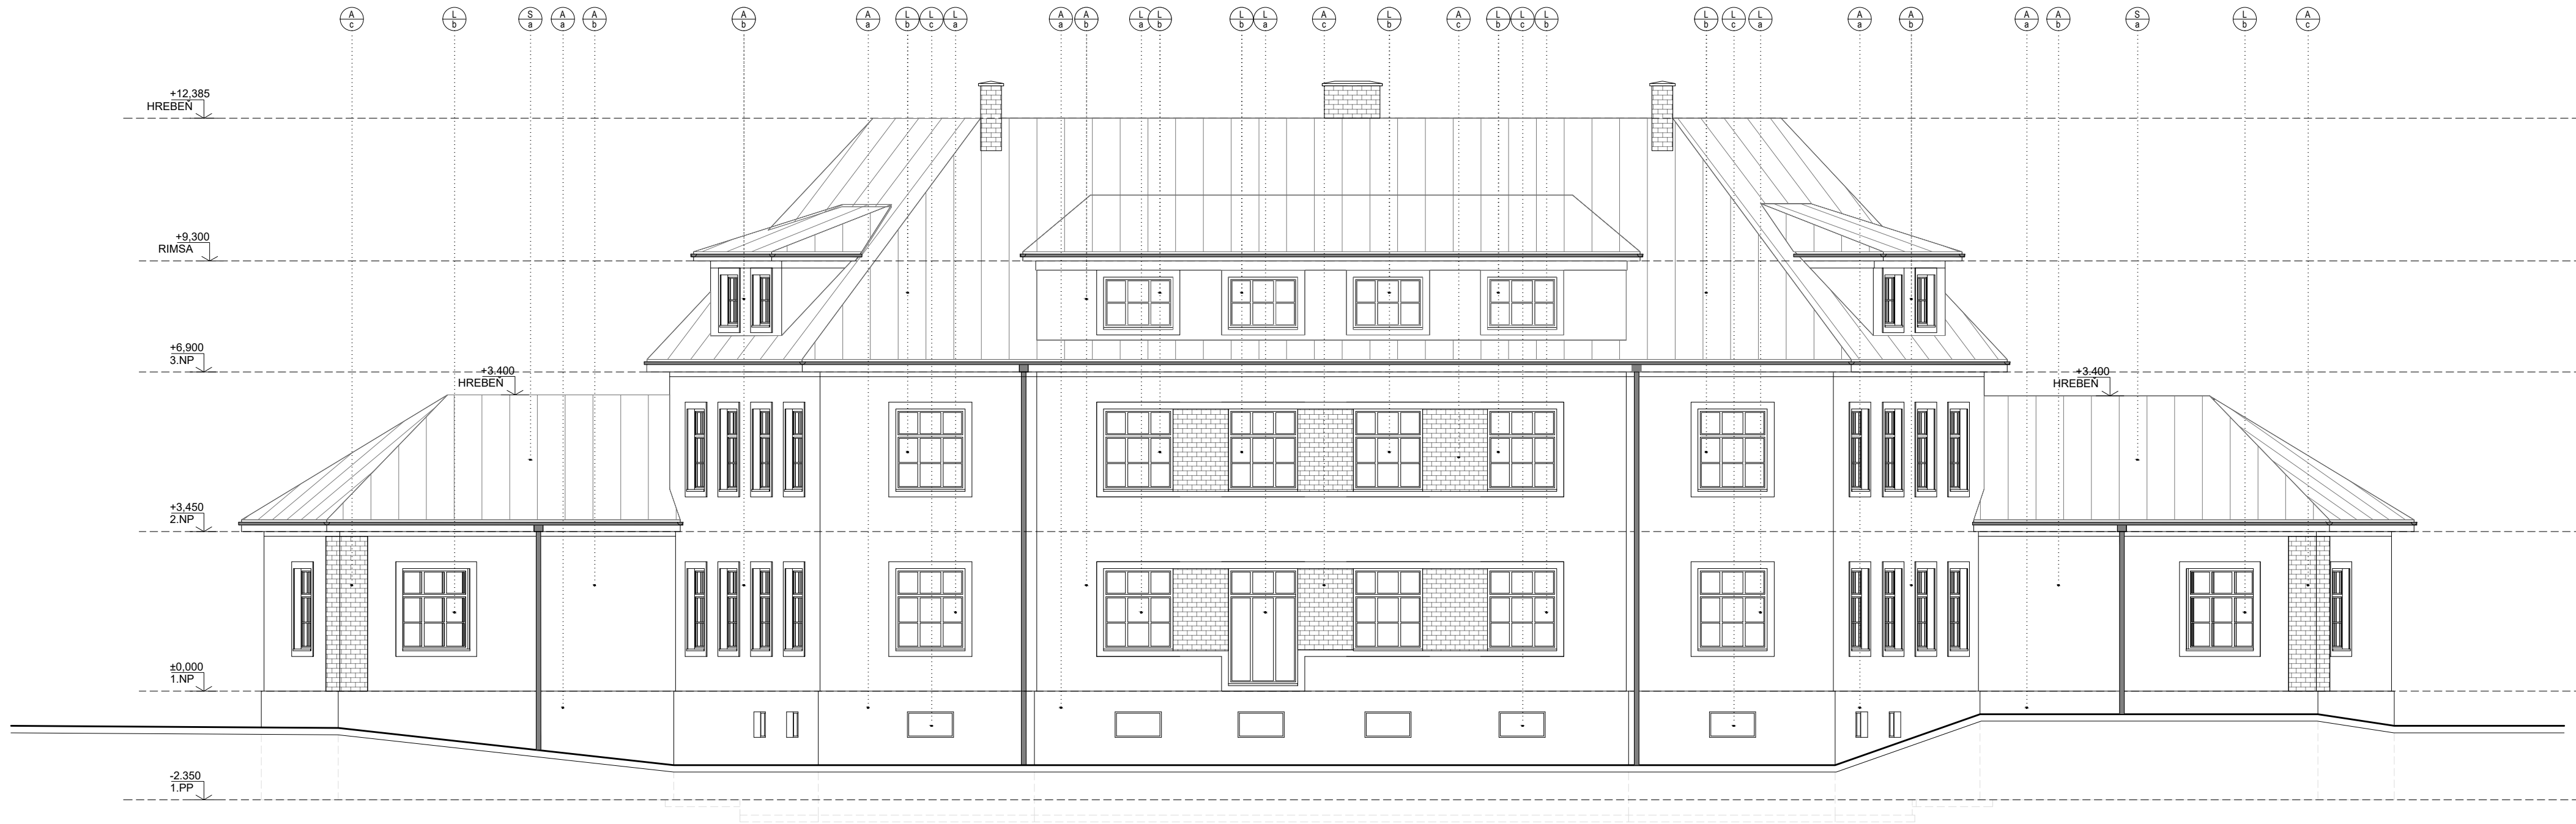 A c
L b
S a
A a
A b
A b
A a
L b
L c
L a
A a
A b
L a
L b
L b
L a
A c
L b
A c
L b
L c
L b
L b
L c
L a
A a
A b
A a
A b
S a
L b
A c
+12,385
HREBEŇ
+9,300
RIMSA
+6,900
3.NP
+3.400
HREBEŇ
+3.400
HREBEŇ
+3,450
2.NP
±0,000
1.NP
-2.350
1.PP